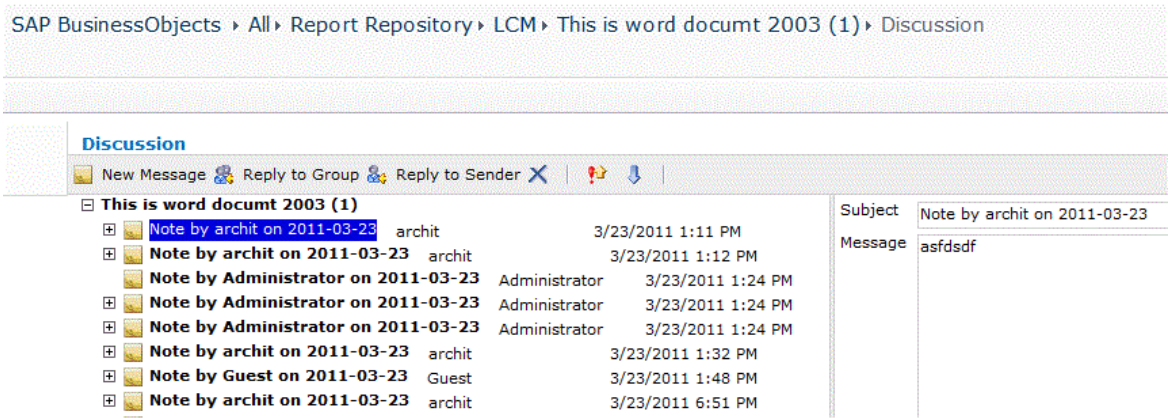 SAP BusinessObjects ▸ All ▸ Report Repository ▸ LCM ▸ This is word documt 2003 (1) ▸ Discussion
Discussion
New Message Reply to Group Reply to Sender
This is word documt 2003 (1)
Note by archit on 2011-03-23 archit 3/23/2011 1:11 PM
Note by archit on 2011-03-23 archit 3/23/2011 1:12 PM
Note by Administrator on 2011-03-23 Administrator 3/23/2011 1:24 PM
Note by Administrator on 2011-03-23 Administrator 3/23/2011 1:24 PM
Note by Administrator on 2011-03-23 Administrator 3/23/2011 1:24 PM
Note by archit on 2011-03-23 archit 3/23/2011 1:32 PM
Note by Guest on 2011-03-23 Guest 3/23/2011 1:48 PM
Note by archit on 2011-03-23 archit 3/23/2011 6:51 PM
Subject Note by archit on 2011-03-23
Message asfdsdf